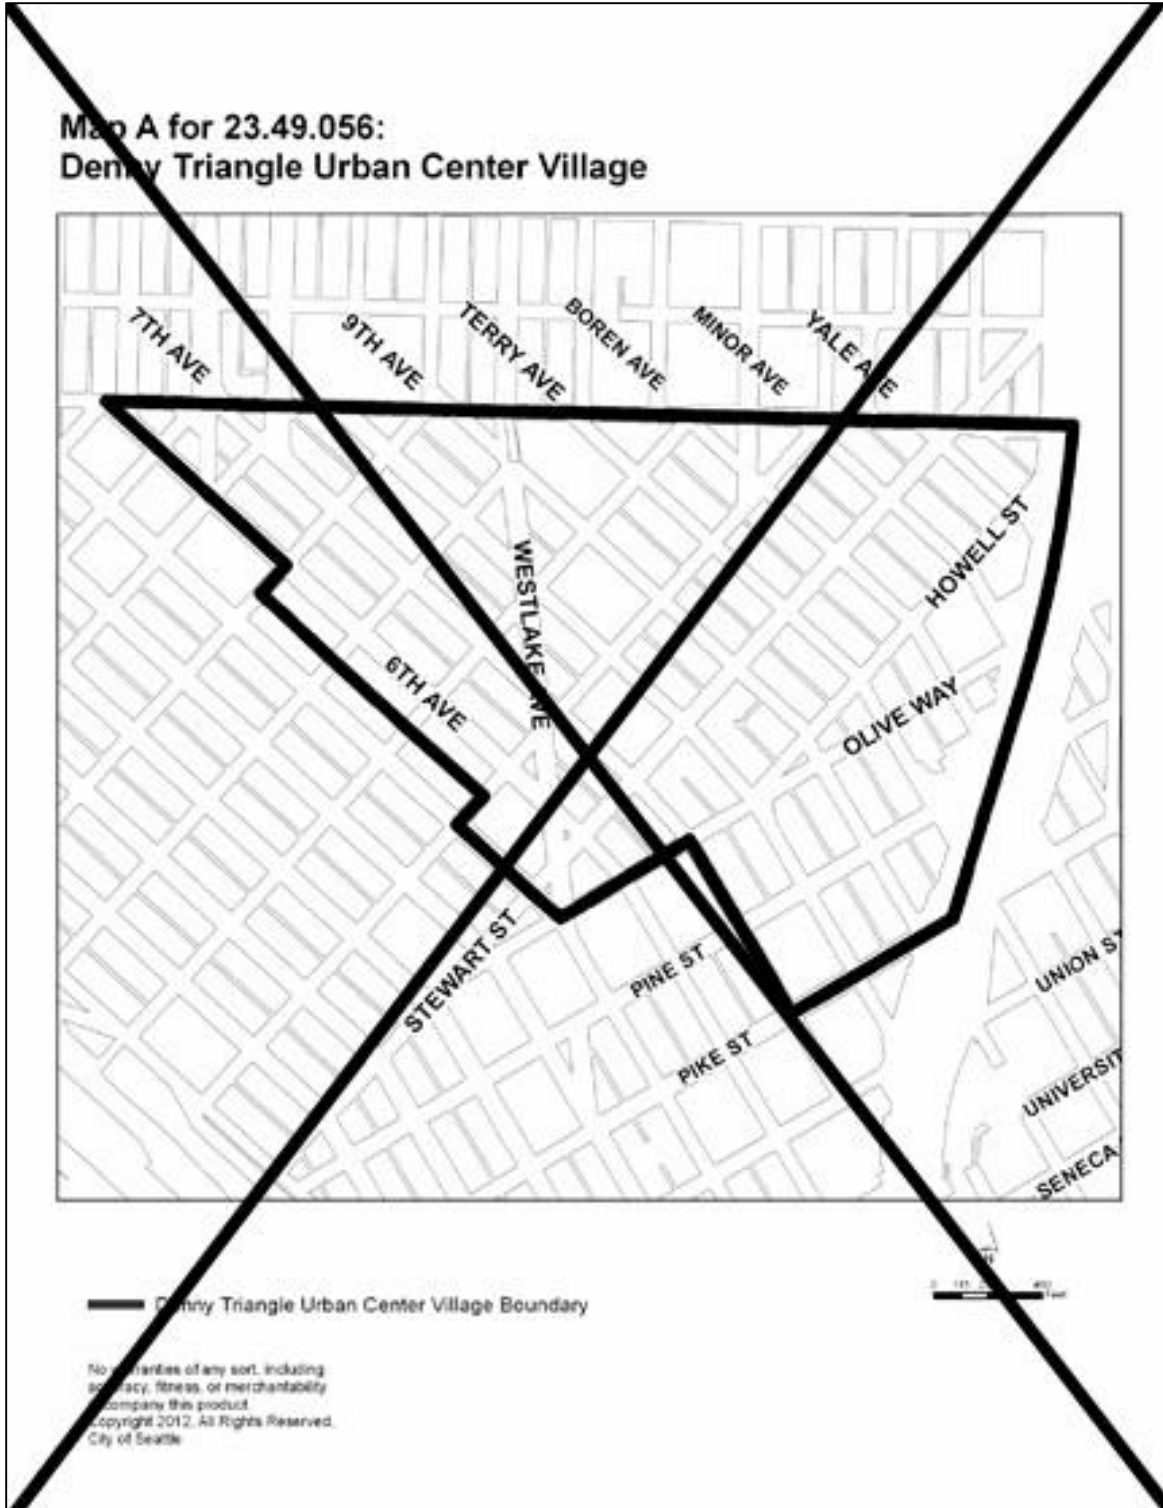 Map A for 23.49.056:
Denny Triangle Urban Center Village
7TH AVE
9TH AVE
TERRY AVE
BOREN AVE
MINOR AVE
YALE AVE
HOWELL ST
WESTLAKE AVE
6TH AVE
OLIVE WAY
STEWART ST
PINE ST
PIKE ST
UNION ST
UNIVERSIT
SENECA
Denny Triangle Urban Center Village Boundary
No warranties of any sort, including
accuracy, fitness, or merchantability
accompany this product.
Copyright 2012, All Rights Reserved,
City of Seattle